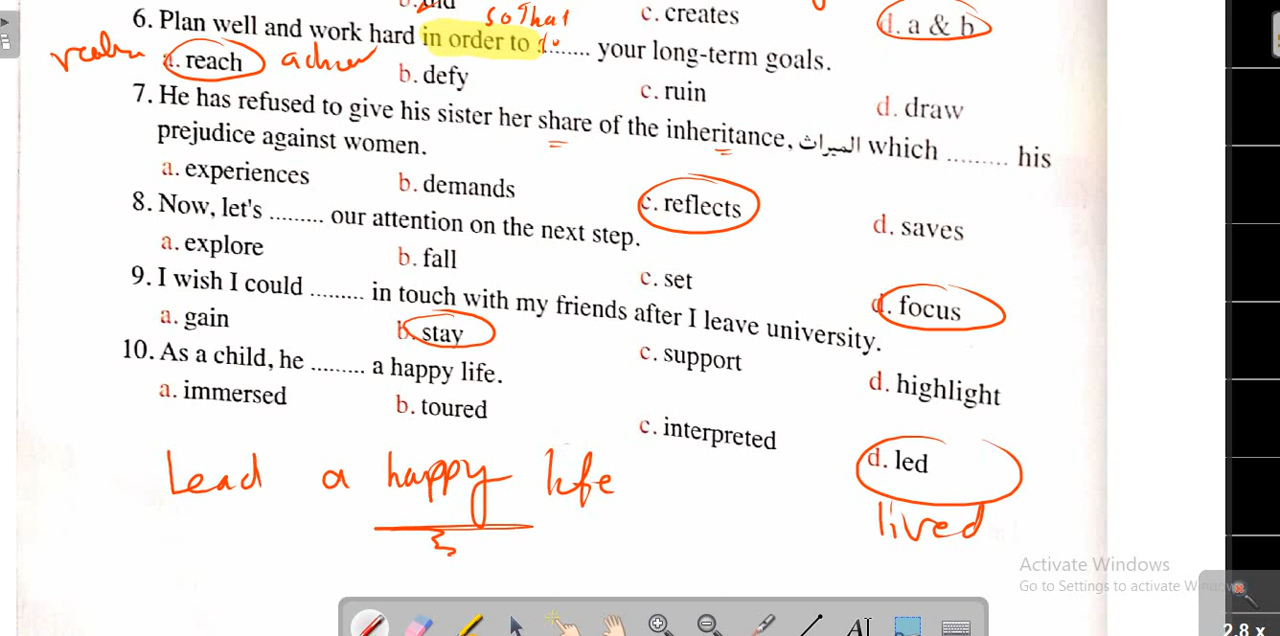 so that
c. creates
d. a & b
6. Plan well and work hard in order to ...... your long-term goals.
a. reach
b. defy
c. ruin
d. draw
7. He has refused to give his sister her share of the inheritance, الميراث which ......... his
prejudice against women.
a. experiences
b. demands
c. reflects
d. saves
8. Now, let's ......... our attention on the next step.
a. explore
b. fall
c. set
d. focus
9. I wish I could ......... in touch with my friends after I leave university.
a. gain
b. stay
c. support
d. highlight
10. As a child, he ......... a happy life.
a. immersed
b. toured
c. interpreted
d. led
Lead a happy life
lived
Activate Windows
Go to Settings to activate Windows.
2.8 x